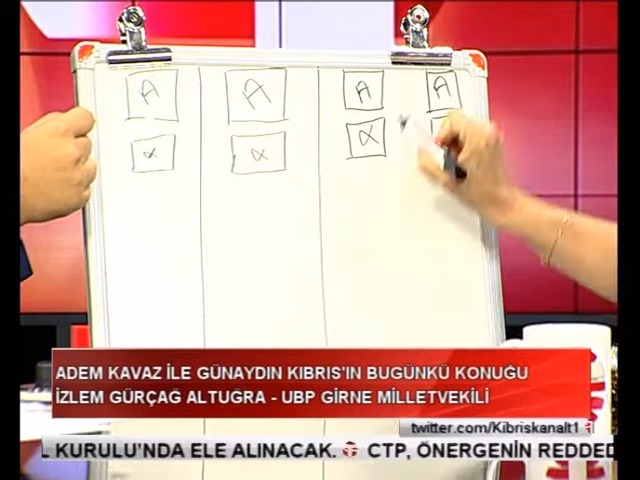 A A A A
α α α
ADEM KAVAZ İLE GÜNAYDIN KIBRIS'IN BUGÜNKÜ KONUĞU
İZLEM GÜRÇAĞ ALTUĞRA - UBP GİRNE MİLLETVEKİLİ
twitter.com/Kibriskanalt1
L KURULU'NDA ELE ALINACAK. CTP, ÖNERGENİN REDDED